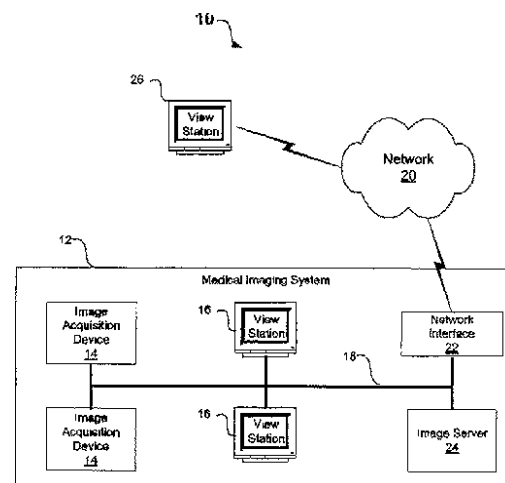 10
26
View
Station
Network
20
12
Medical Imaging System
Image
Acquisition
Device
14
16
View
Station
Network
Interface
22
18
Image
Acquisition
Device
14
16
View
Station
Image Server
24